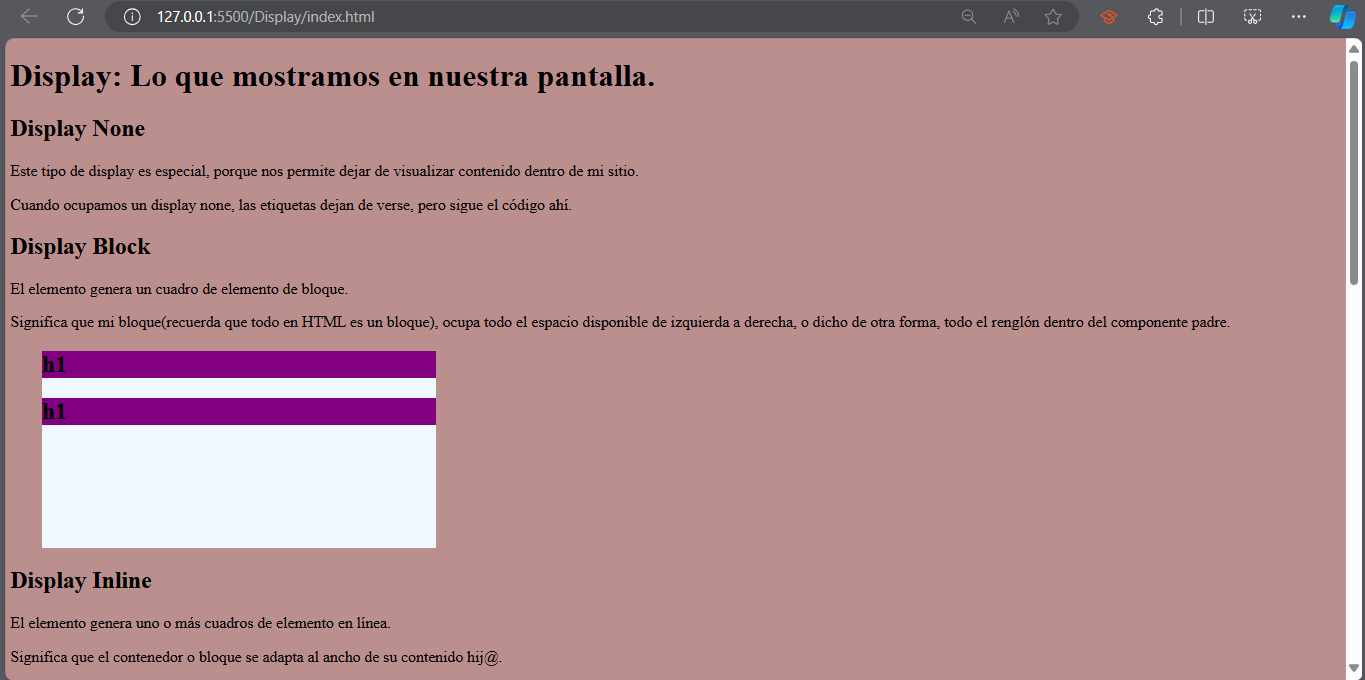 127.0.0.1:5500/Display/index.html
Display: Lo que mostramos en nuestra pantalla.
Display None
Este tipo de display es especial, porque nos permite dejar de visualizar contenido dentro de mi sitio.
Cuando ocupamos un display none, las etiquetas dejan de verse, pero sigue el código ahí.
Display Block
El elemento genera un cuadro de elemento de bloque.
Significa que mi bloque(recuerda que todo en HTML es un bloque), ocupa todo el espacio disponible de izquierda a derecha, o dicho de otra forma, todo el renglón dentro del componente padre.
h1
h1
Display Inline
El elemento genera uno o más cuadros de elemento en línea.
Significa que el contenedor o bloque se adapta al ancho de su contenido hij@.